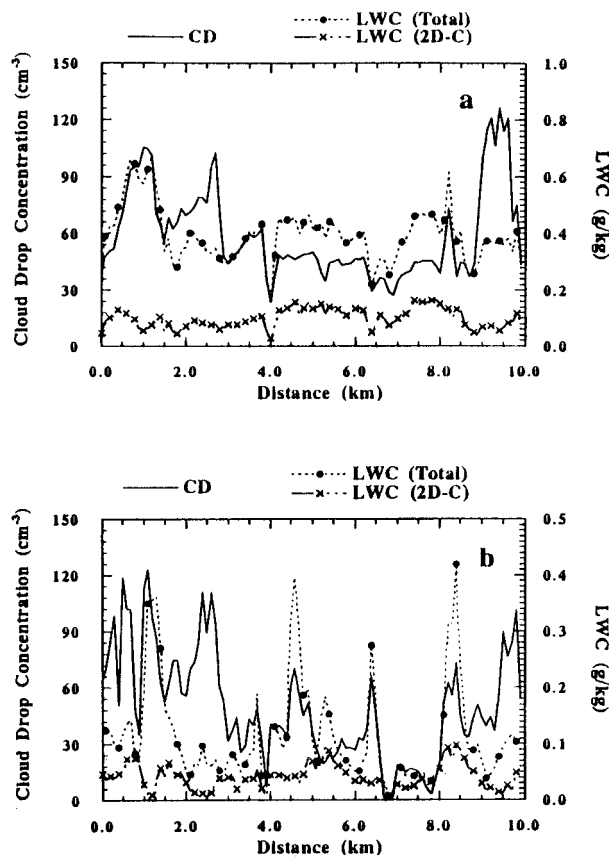 LWC (Total)
CD
LWC (2D-C)
150
120
90
60
30
0
Cloud Drop Concentration (cm-3)
a
1.0
0.8
0.6
0.4
0.2
0.0
LWC (g/kg)
0.0 2.0 4.0 6.0 8.0 10.0
Distance (km)
LWC (Total)
CD
LWC (2D-C)
150
120
90
60
30
0
Cloud Drop Concentration (cm-3)
b
0.5
0.4
0.3
0.2
0.1
0.0
LWC (g/kg)
0.0 2.0 4.0 6.0 8.0 10.0
Distance (km)